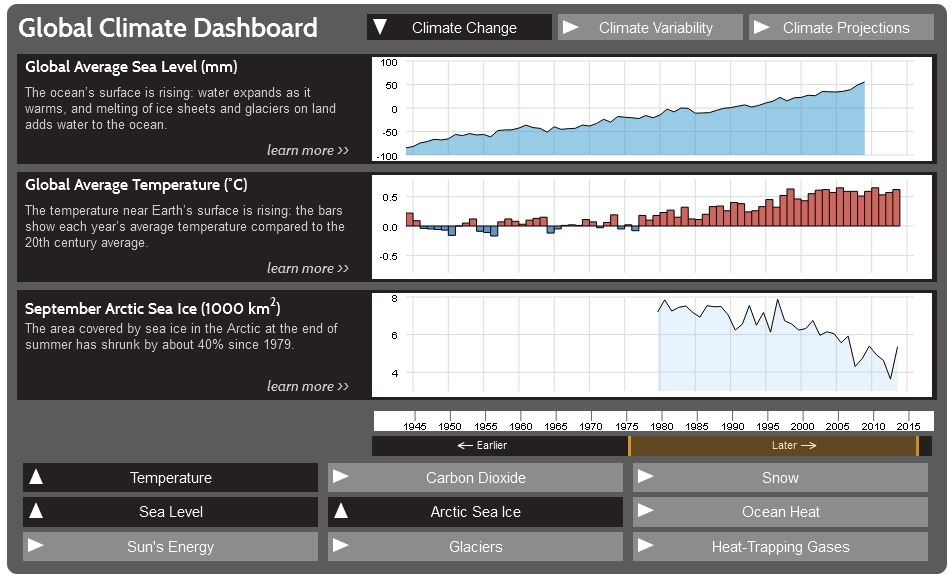 Global Climate Dashboard
Climate Change
Climate Variability
Climate Projections
Global Average Sea Level (mm)
The ocean's surface is rising: water expands as it
warms, and melting of ice sheets and glaciers on land
adds water to the ocean.
learn more >>
100
50
0
-50
-100
Global Average Temperature (˚C)
The temperature near Earth's surface is rising: the bars
show each year's average temperature compared to the
20th century average.
learn more >>
0.5
0.0
-0.5
September Arctic Sea Ice (1000 km²)
The area covered by sea ice in the Arctic at the end of
summer has shrunk by about 40% since 1979.
learn more >>
8
6
4
1945 1950 1955 1960 1965 1970 1975 1980 1985 1990 1995 2000 2005 2010 2015
← Earlier
Later →
Temperature
Carbon Dioxide
Snow
Sea Level
Arctic Sea Ice
Ocean Heat
Sun's Energy
Glaciers
Heat-Trapping Gases